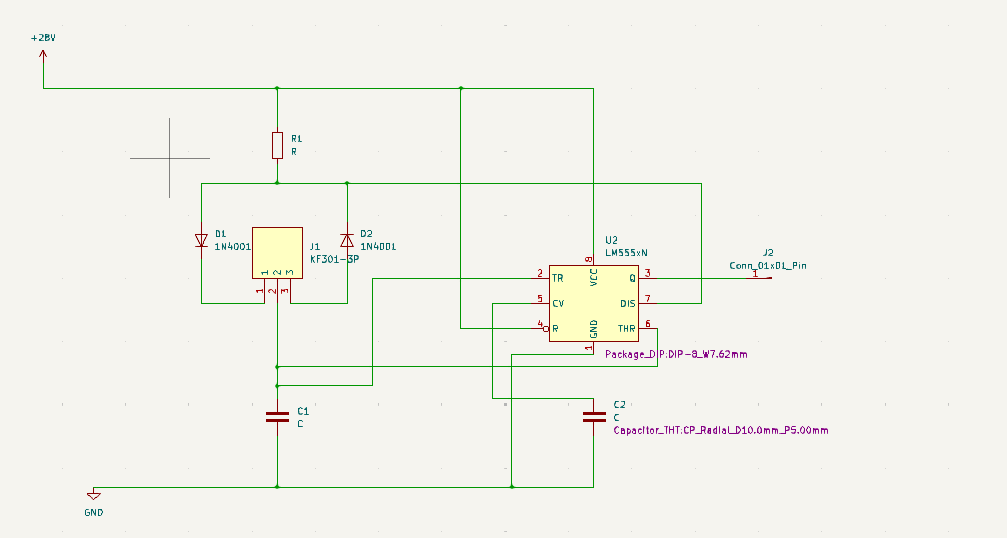 +28V
R1
R
D1
1N4001
J1
KF301-3P
1 2 3
1 2 3
D2
1N4001
U2
LM555xN
8
VCC
2 TR
Q 3
5 CV
DIS 7
4 R
THR 6
GND
1
Package_DIP:DIP-8_W7.62mm
J2
Conn_01x01_Pin
1
C1
C
C2
C
Capacitor_THT:CP_Radial_D10.0mm_P5.00mm
GND